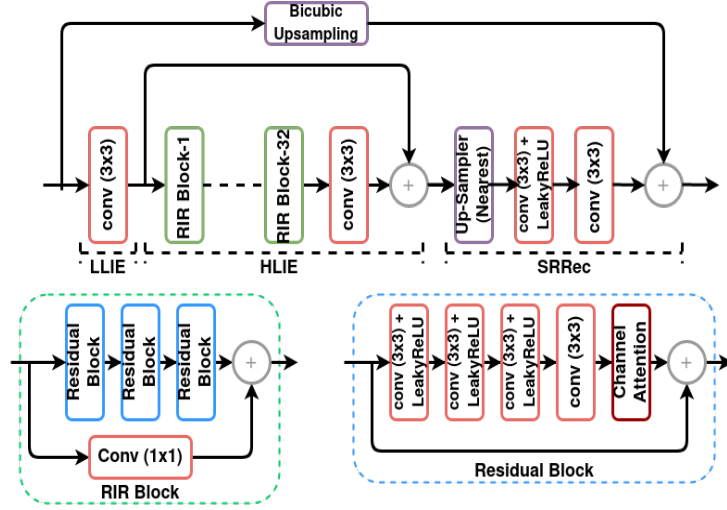 Bicubic
Upsampling
conv (3x3)
RIR Block-1
RIR Block-32
conv (3x3)
+
Up-Sampler
(Nearest)
conv (3x3) +
LeakyReLU
conv (3x3)
+
LLIE
HLIE
SRRec
Residual
Block
Residual
Block
Residual
Block
+
Conv (1x1)
RIR Block
conv (3x3) +
LeakyReLU
conv (3x3) +
LeakyReLU
conv (3x3) +
LeakyReLU
conv (3x3)
Channel
Attention
+
Residual Block